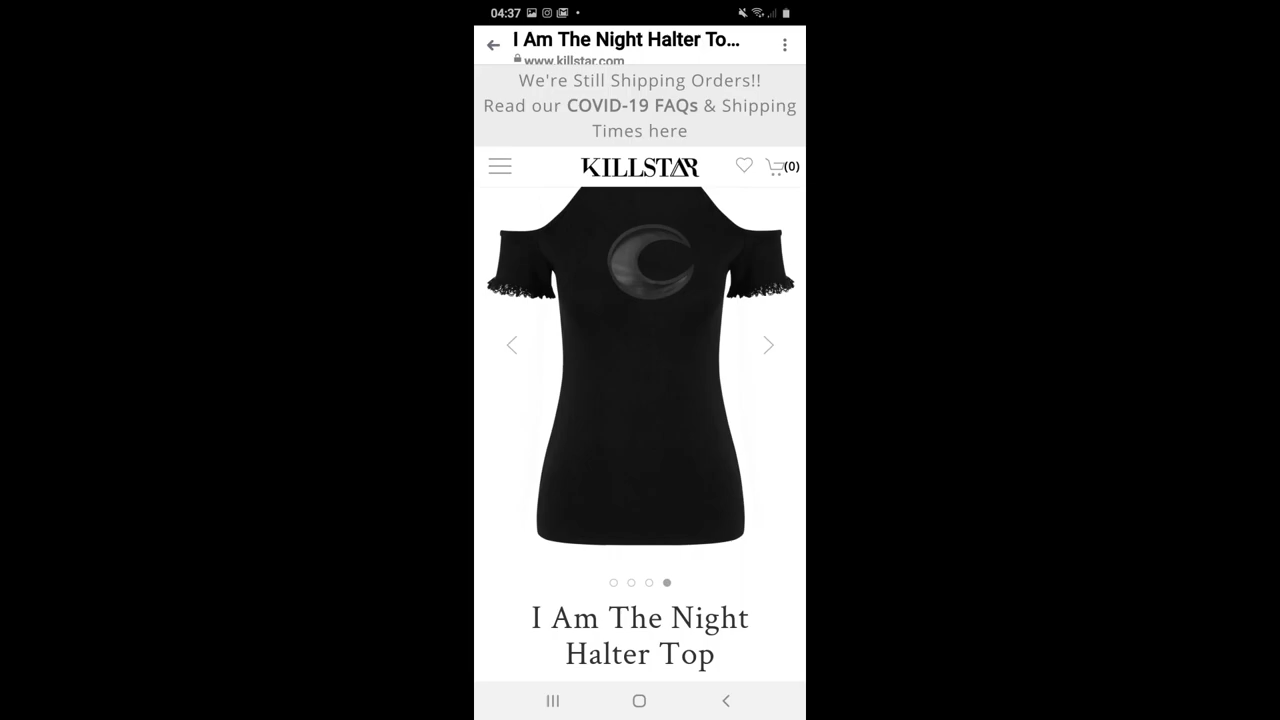 04:37
I Am The Night Halter To...
www.killstar.com
We're Still Shipping Orders!!
Read our COVID-19 FAQs & Shipping
Times here
KILLSTAR
(0)
I Am The Night
Halter Top